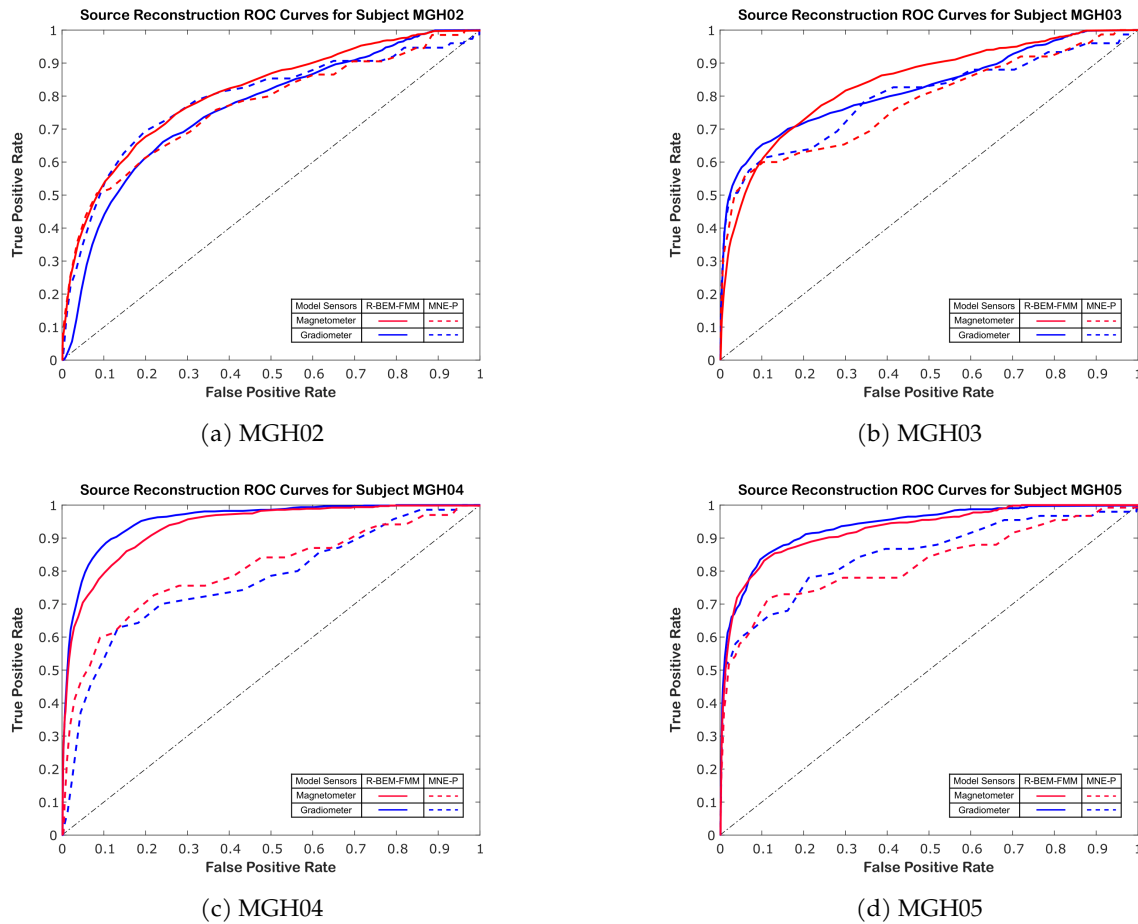 Source Reconstruction ROC Curves for Subject MGH02
1
0.9
0.8
0.7
0.6
0.5
0.4
0.3
0.2
0.1
0
True Positive Rate
Model Sensors R-BEM-FMM MNE-P
Magnetometer
Gradiometer
0 0.1 0.2 0.3 0.4 0.5 0.6 0.7 0.8 0.9 1
False Positive Rate
(a) MGH02
Source Reconstruction ROC Curves for Subject MGH03
1
0.9
0.8
0.7
0.6
0.5
0.4
0.3
0.2
0.1
0
True Positive Rate
Model Sensors R-BEM-FMM MNE-P
Magnetometer
Gradiometer
0 0.1 0.2 0.3 0.4 0.5 0.6 0.7 0.8 0.9 1
False Positive Rate
(b) MGH03
Source Reconstruction ROC Curves for Subject MGH04
1
0.9
0.8
0.7
0.6
0.5
0.4
0.3
0.2
0.1
0
True Positive Rate
Model Sensors R-BEM-FMM MNE-P
Magnetometer
Gradiometer
0 0.1 0.2 0.3 0.4 0.5 0.6 0.7 0.8 0.9 1
False Positive Rate
(c) MGH04
Source Reconstruction ROC Curves for Subject MGH05
1
0.9
0.8
0.7
0.6
0.5
0.4
0.3
0.2
0.1
0
True Positive Rate
Model Sensors R-BEM-FMM MNE-P
Magnetometer
Gradiometer
0 0.1 0.2 0.3 0.4 0.5 0.6 0.7 0.8 0.9 1
False Positive Rate
(d) MGH05